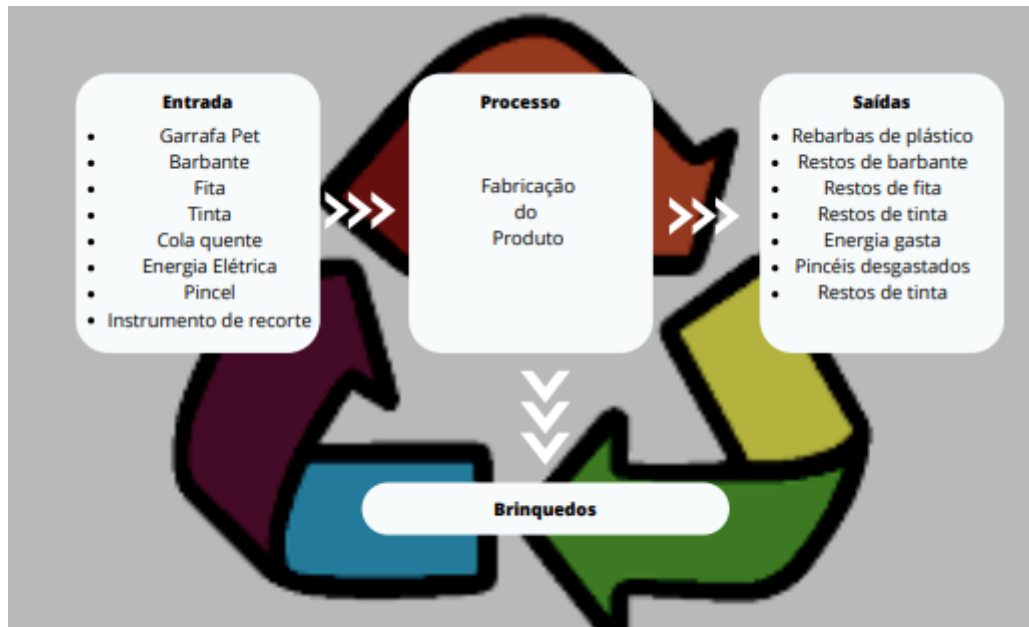 Entrada
• Garrafa Pet
• Barbante
• Fita
• Tinta
• Cola quente
• Energia Elétrica
• Pincel
• Instrumento de recorte
Processo
Fabricação
do
Produto
Saídas
• Rebarbas de plástico
• Restos de barbante
• Restos de fita
• Restos de tinta
• Energia gasta
• Pincéis desgastados
• Restos de tinta
Brinquedos